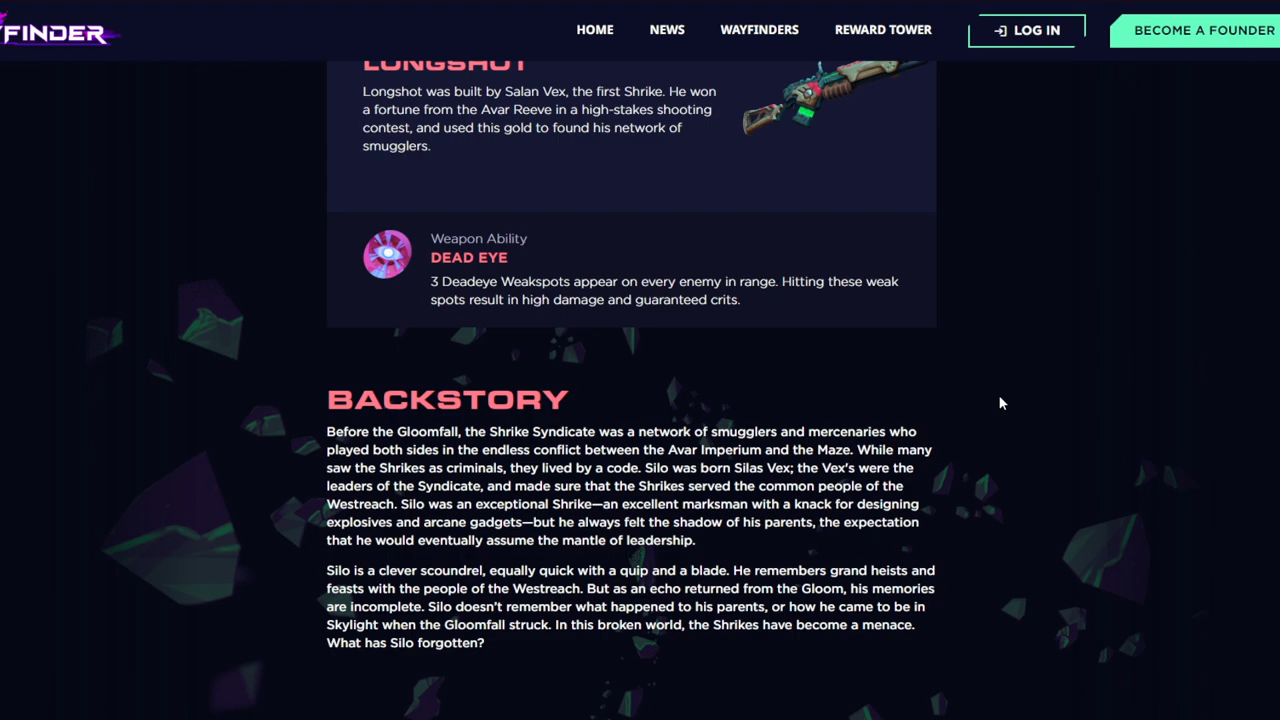 YFINDER
HOME
NEWS
WAYFINDERS
REWARD TOWER
LOG IN
BECOME A FOUNDER
LONGSHOT
Longshot was built by Salan Vex, the first Shrike. He won
a fortune from the Avar Reeve in a high-stakes shooting
contest, and used this gold to found his network of
smugglers.
Weapon Ability
DEAD EYE
3 Deadeye Weakspots appear on every enemy in range. Hitting these weak
spots result in high damage and guaranteed crits.
BACKSTORY
Before the Gloomfall, the Shrike Syndicate was a network of smugglers and mercenaries who
played both sides in the endless conflict between the Avar Imperium and the Maze. While many
saw the Shrikes as criminals, they lived by a code. Silo was born Silas Vex; the Vex's were the
leaders of the Syndicate, and made sure that the Shrikes served the common people of the
Westreach. Silo was an exceptional Shrike—an excellent marksman with a knack for designing
explosives and arcane gadgets—but he always felt the shadow of his parents, the expectation
that he would eventually assume the mantle of leadership.
Silo is a clever scoundrel, equally quick with a quip and a blade. He remembers grand heists and
feasts with the people of the Westreach. But as an echo returned from the Gloom, his memories
are incomplete. Silo doesn't remember what happened to his parents, or how he came to be in
Skylight when the Gloomfall struck. In this broken world, the Shrikes have become a menace.
What has Silo forgotten?